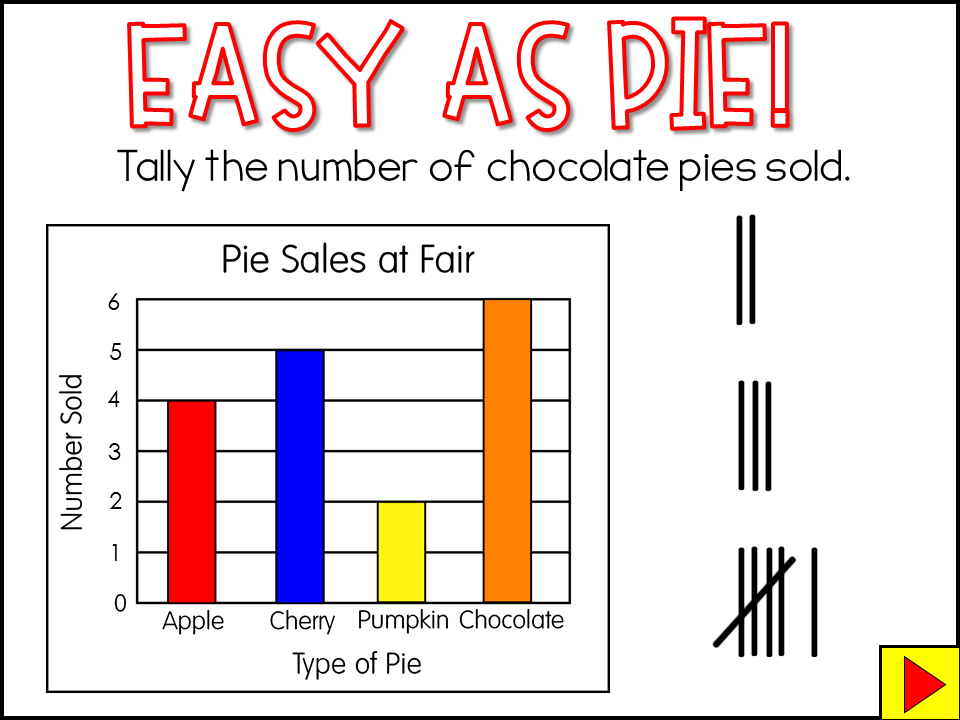 EASY AS PIE!
Tally the number of chocolate pies sold.
Pie Sales at Fair
Number Sold
6
5
4
3
2
1
0
Apple Cherry Pumpkin Chocolate
Type of Pie